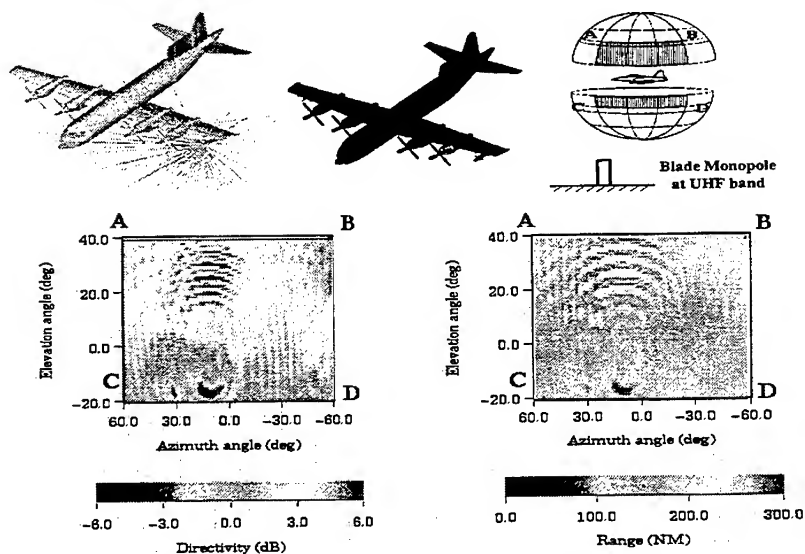 A B
C D
Blade Monopole
at UHF band
A B
Elevation angle (deg)
40.0
20.0
0.0
-20.0
C D
60.0 30.0 0.0 -30.0 -60.0
Azimuth angle (deg)
-6.0 -3.0 0.0 3.0 6.0
Directivity (dB)
A B
Elevation angle (deg)
40.0
20.0
0.0
-20.0
C D
60.0 30.0 0.0 -30.0 -60.0
Azimuth angle (deg)
0.0 100.0 200.0 300.0
Range (NM)